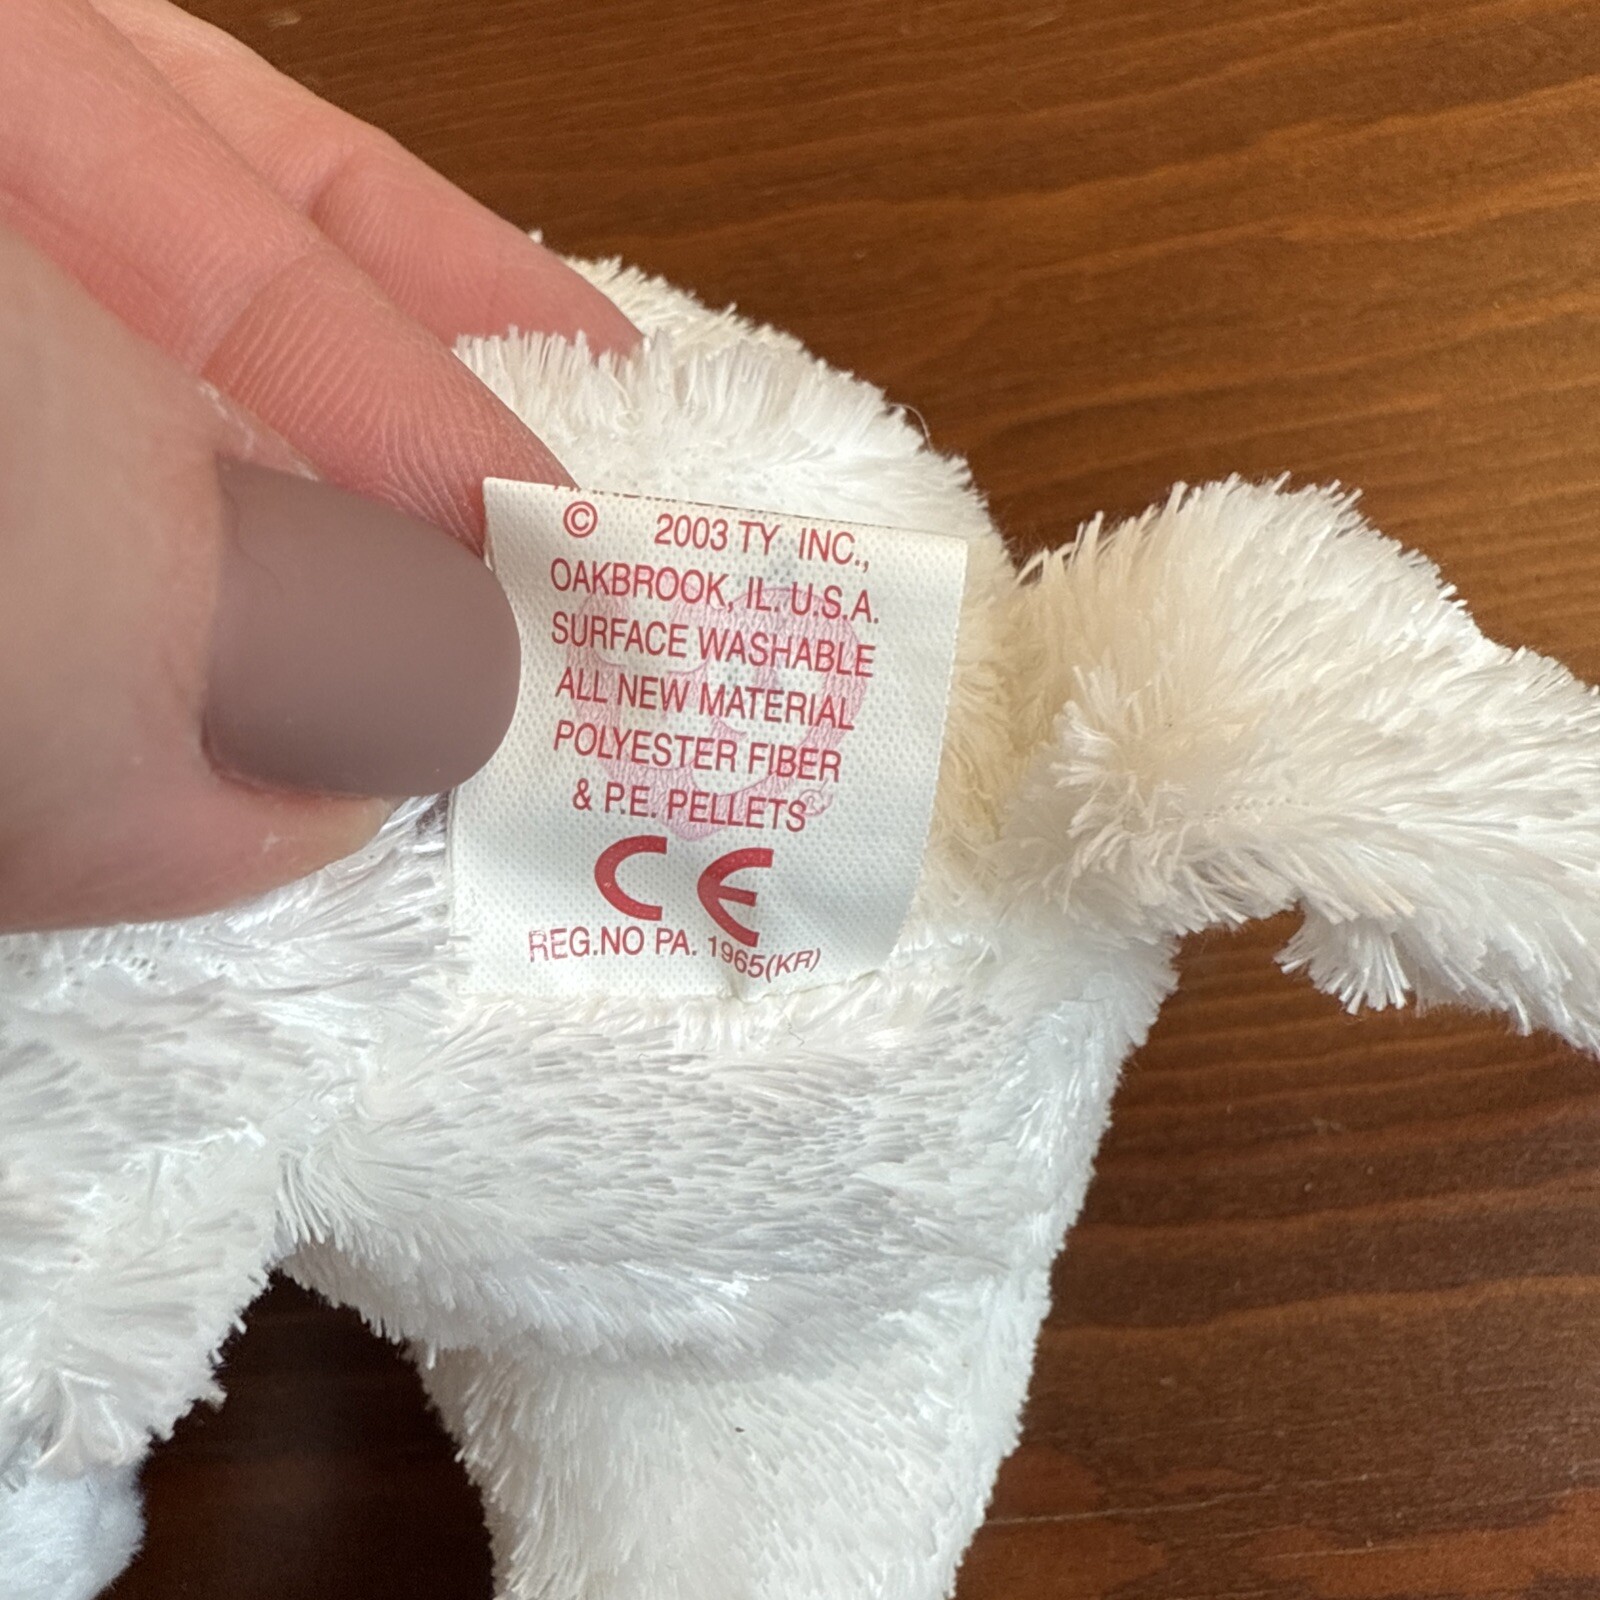 © 2003 TY INC.,
OAKBROOK, IL. U.S.A.
SURFACE WASHABLE
ALL NEW MATERIAL
POLYESTER FIBER
& P.E. PELLETS
CE
REG.NO PA. 1965(KR)